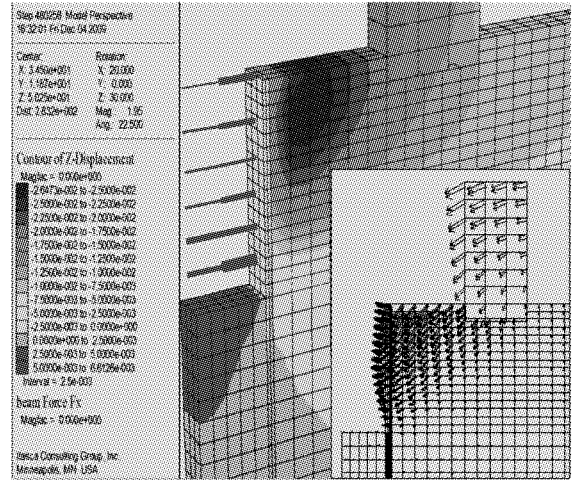 Step 480258 Model Perspective
16:32:01 Fri Dec 04 2009
Center:
Rotation:
X: 3.450e+001
X: 20.000
Y: 1.187e+001
Y: 0.000
Z: 5.025e+001
Z: 30.000
Dist: 2.832e+002
Mag.: 1.95
Ang.: 22.500
Contour of Z-Displacement
Magfac = 0.000e+000
-2.6473e-002 to -2.5000e-002
-2.5000e-002 to -2.2500e-002
-2.2500e-002 to -2.0000e-002
-2.0000e-002 to -1.7500e-002
-1.7500e-002 to -1.5000e-002
-1.5000e-002 to -1.2500e-002
-1.2500e-002 to -1.0000e-002
-1.0000e-002 to -7.5000e-003
-7.5000e-003 to -5.0000e-003
-5.0000e-003 to -2.5000e-003
-2.5000e-003 to 0.0000e+000
0.0000e+000 to 2.5000e-003
2.5000e-003 to 5.0000e-003
5.0000e-003 to 6.6126e-003
Interval = 2.5e-003
beam Force Fx
Magfac = 0.000e+000
Itasca Consulting Group, Inc.
Minneapolis, MN USA